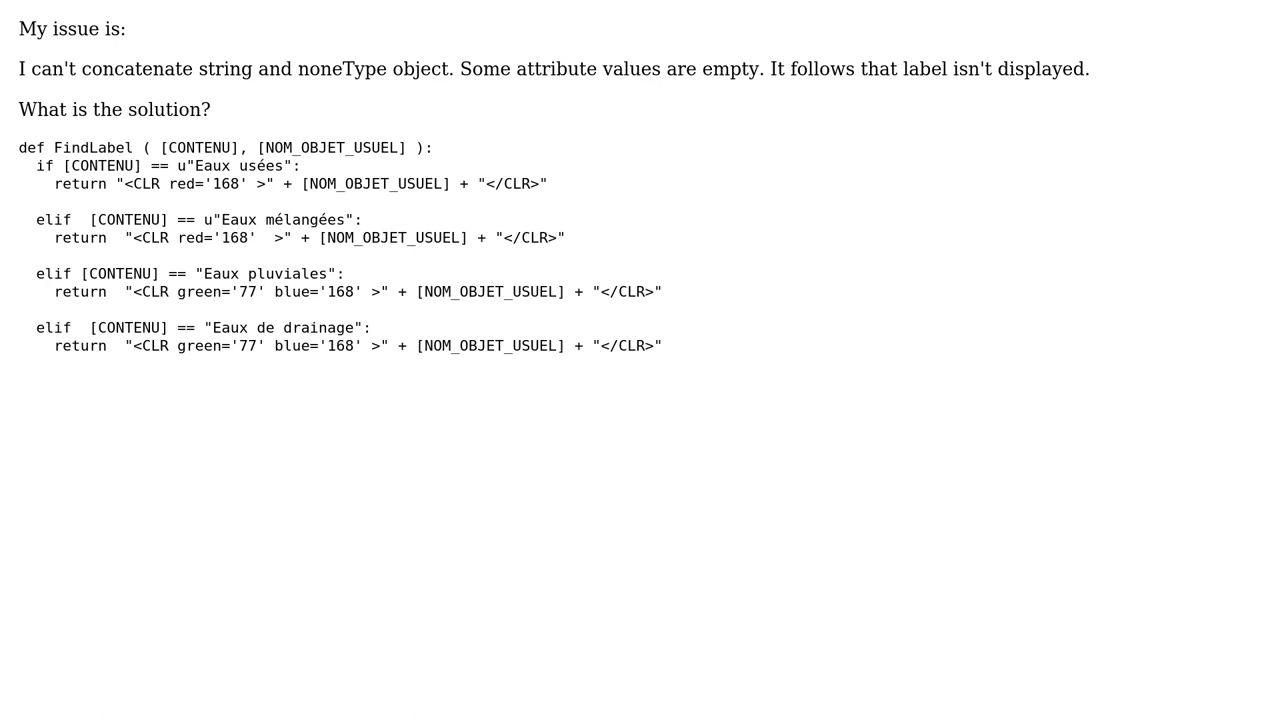 My issue is:
I can't concatenate string and noneType object. Some attribute values are empty. It follows that label isn't displayed.
What is the solution?
def FindLabel ( [CONTENU], [NOM_OBJET_USUEL] ):
  if [CONTENU] == u"Eaux usées":
    return "<CLR red='168' >" + [NOM_OBJET_USUEL] + "</CLR>"
  elif  [CONTENU] == u"Eaux mélangées":
    return  "<CLR red='168'  >" + [NOM_OBJET_USUEL] + "</CLR>"
  elif [CONTENU] == "Eaux pluviales":
    return  "<CLR green='77' blue='168' >" + [NOM_OBJET_USUEL] + "</CLR>"
  elif  [CONTENU] == "Eaux de drainage":
    return  "<CLR green='77' blue='168' >" + [NOM_OBJET_USUEL] + "</CLR>"